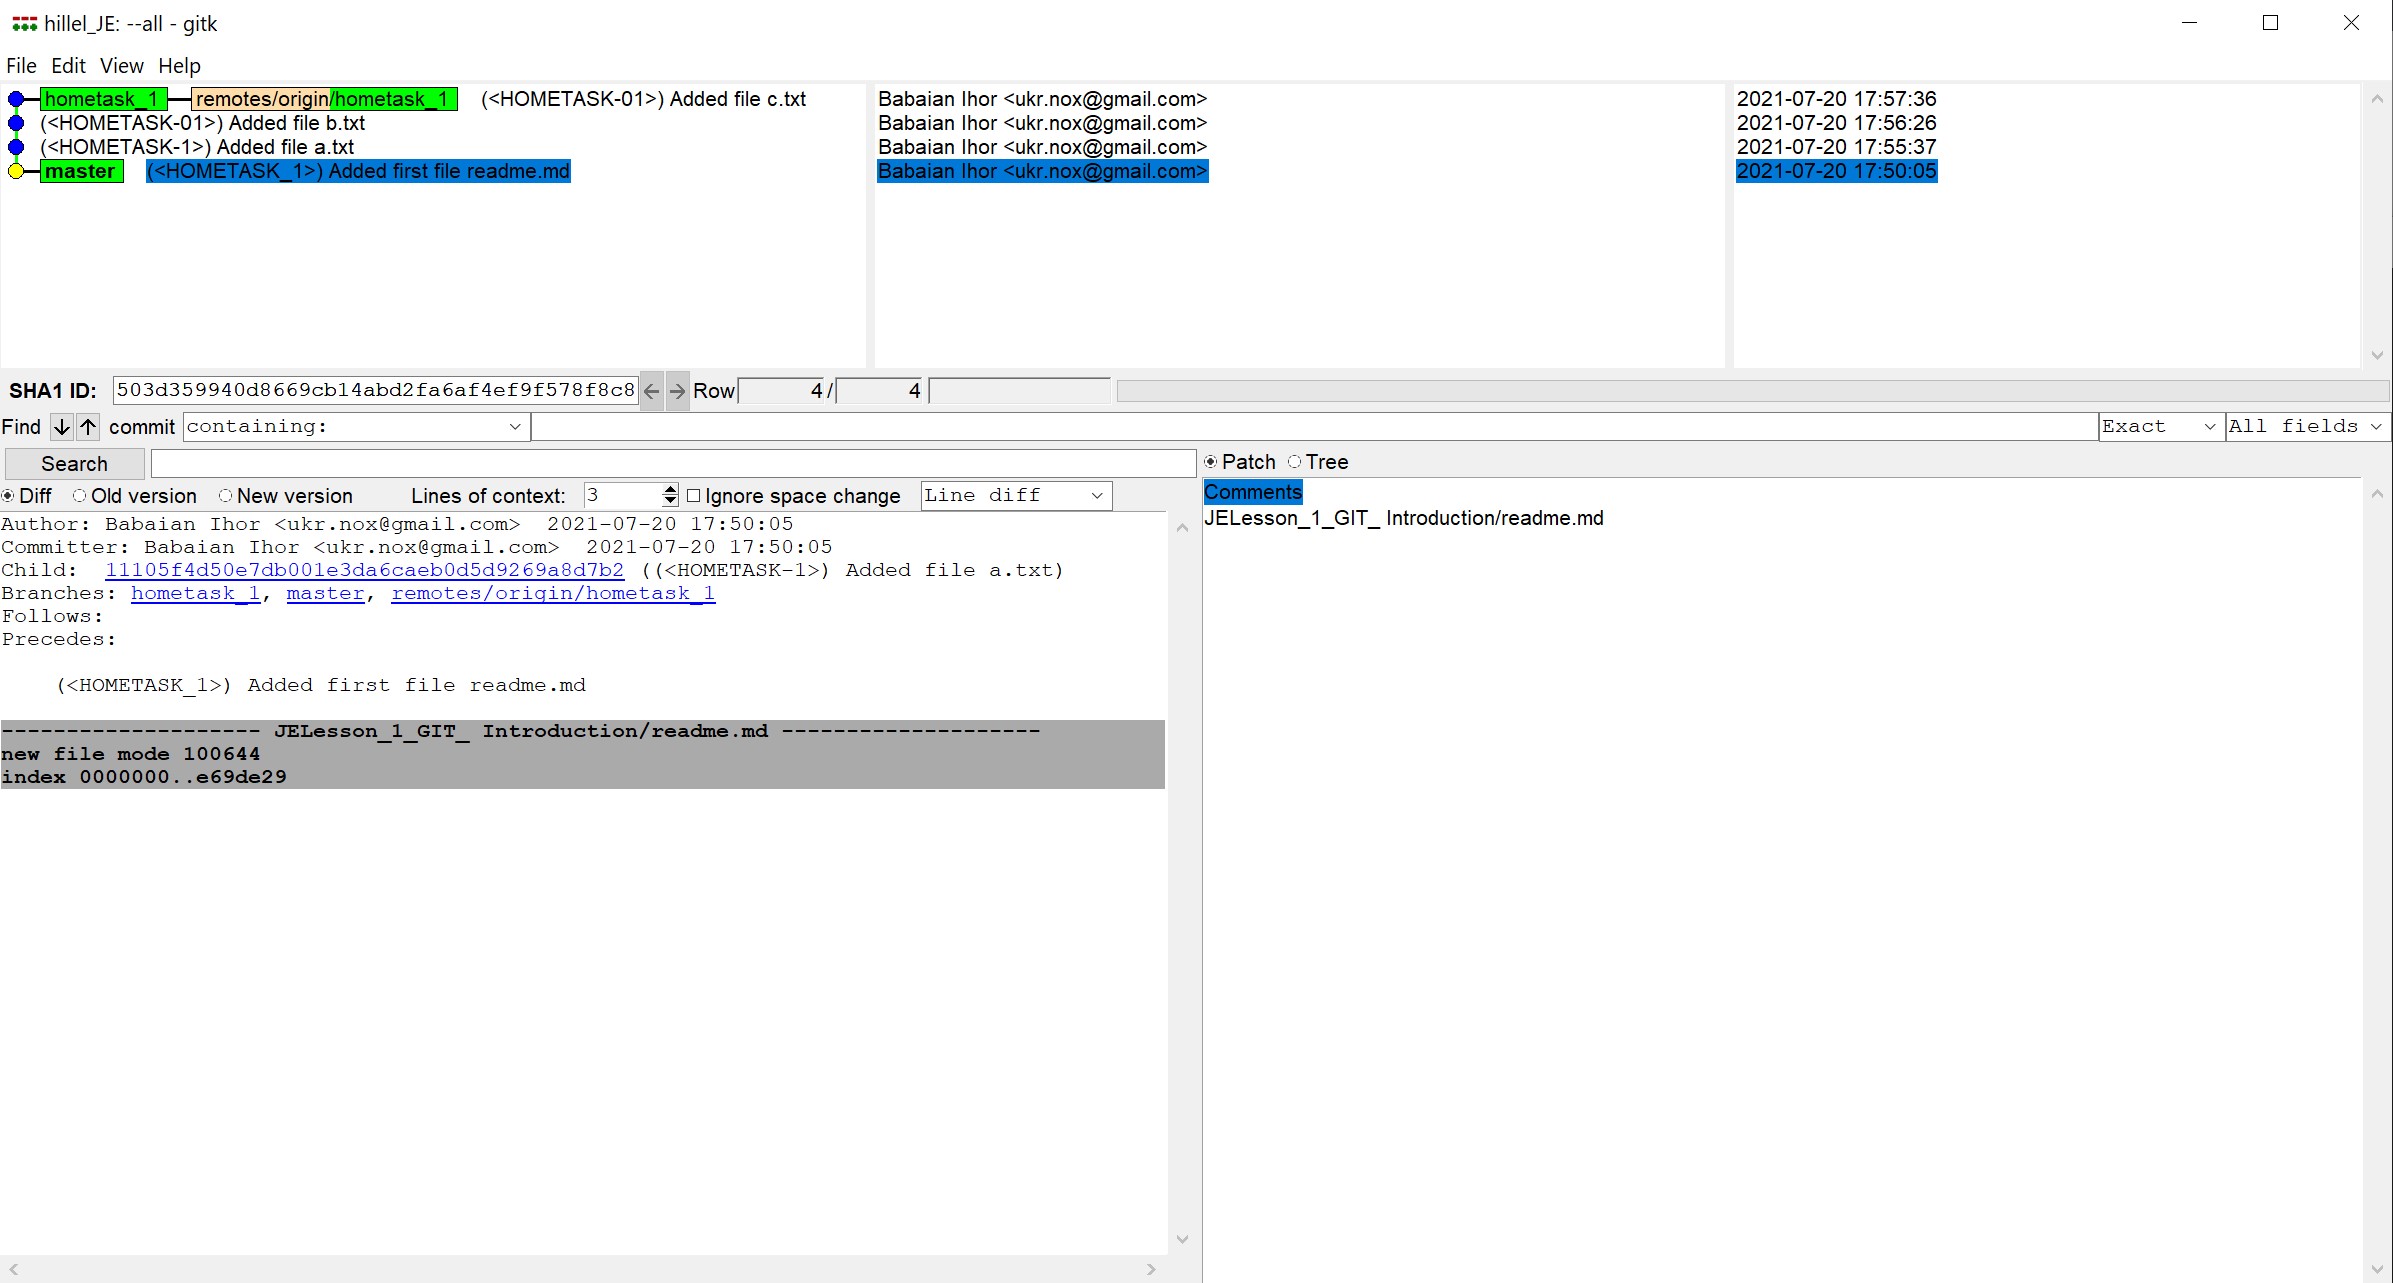 hillel_JE: --all - gitk
File Edit View Help
hometask_1 remotes/origin/hometask_1 (<HOMETASK-01>) Added file c.txt Babaian Ihor <ukr.nox@gmail.com> 2021-07-20 17:57:36
(<HOMETASK-01>) Added file b.txt Babaian Ihor <ukr.nox@gmail.com> 2021-07-20 17:56:26
(<HOMETASK-1>) Added file a.txt Babaian Ihor <ukr.nox@gmail.com> 2021-07-20 17:55:37
master (<HOMETASK_1>) Added first file readme.md Babaian Ihor <ukr.nox@gmail.com> 2021-07-20 17:50:05
SHA1 ID: 503d359940d8669cb14abd2fa6af4ef9f578f8c8 Row 4 / 4
Find commit containing: Exact All fields
Search Patch Tree
Diff Old version New version Lines of context: 3 Ignore space change Line diff
Comments
JELesson_1_GIT_ Introduction/readme.md
Author: Babaian Ihor <ukr.nox@gmail.com> 2021-07-20 17:50:05
Committer: Babaian Ihor <ukr.nox@gmail.com> 2021-07-20 17:50:05
Child: 11105f4d50e7db001e3da6caeb0d5d9269a8d7b2 ((<HOMETASK-1>) Added file a.txt)
Branches: hometask_1, master, remotes/origin/hometask_1
Follows:
Precedes:
(<HOMETASK_1>) Added first file readme.md
-------------------- JELesson_1_GIT_ Introduction/readme.md --------------------
new file mode 100644
index 0000000..e69de29